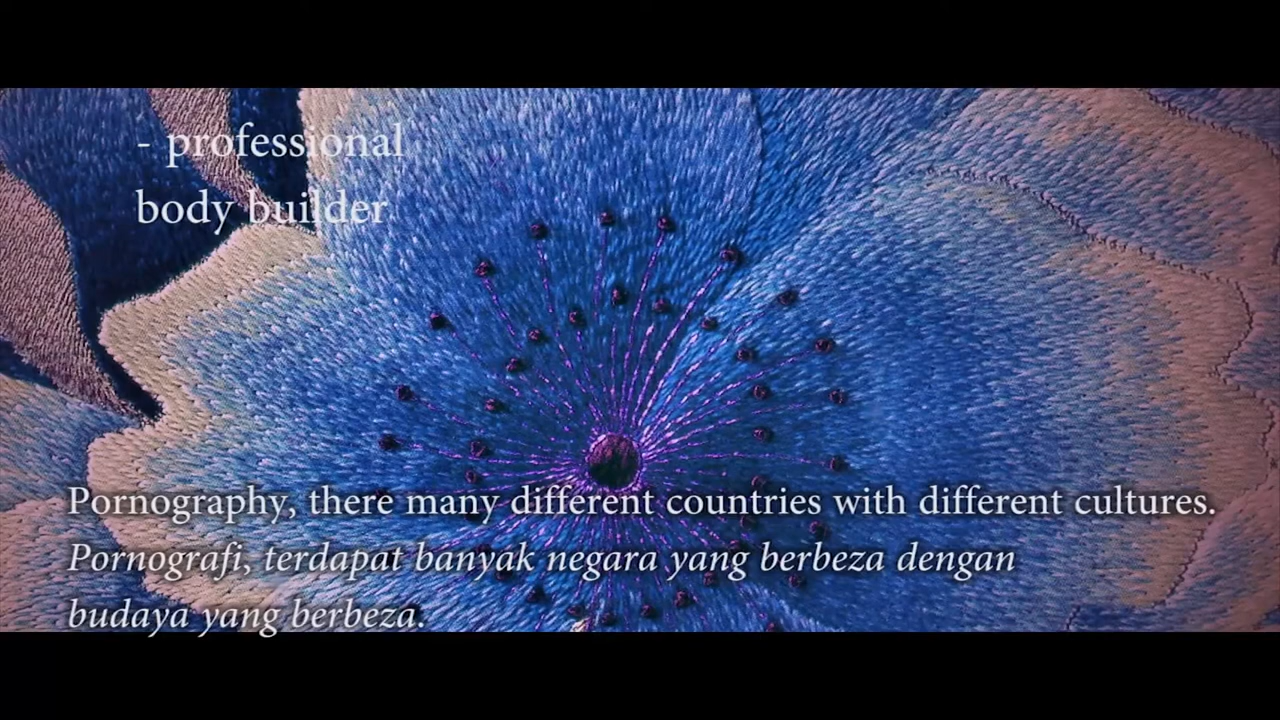 - professional
body builder
Pornography, there many different countries with different cultures.
Pornografi, terdapat banyak negara yang berbeza dengan
budaya yang berbeza.